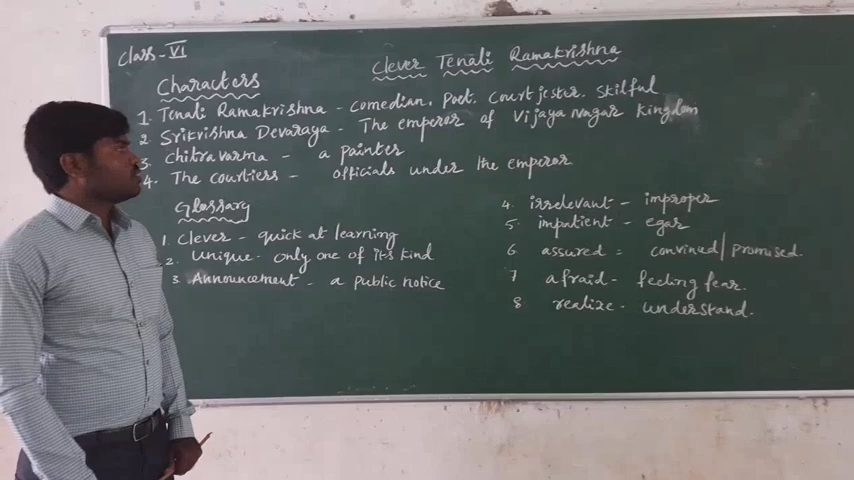 Class - VI
Clever Tenali Ramakrishna
Characters
1. Tenali Ramakrishna - comedian, Poet, Courtjester. Skilful
2 Srikrishna Devaraya - The emperor of Vijaya nagar Kingdom
3. Chitravarma - a painter
4. The Courtiers - officials under the emperor
Glossary
1. Clever - quick at learning
2. Unique - only one of its kind
3. Announcement - a public notice
4. irrelevant - improper
5. impatient - egar
6 assured = convinced/promised.
7 afraid - feeling fear.
8 realize - understand.